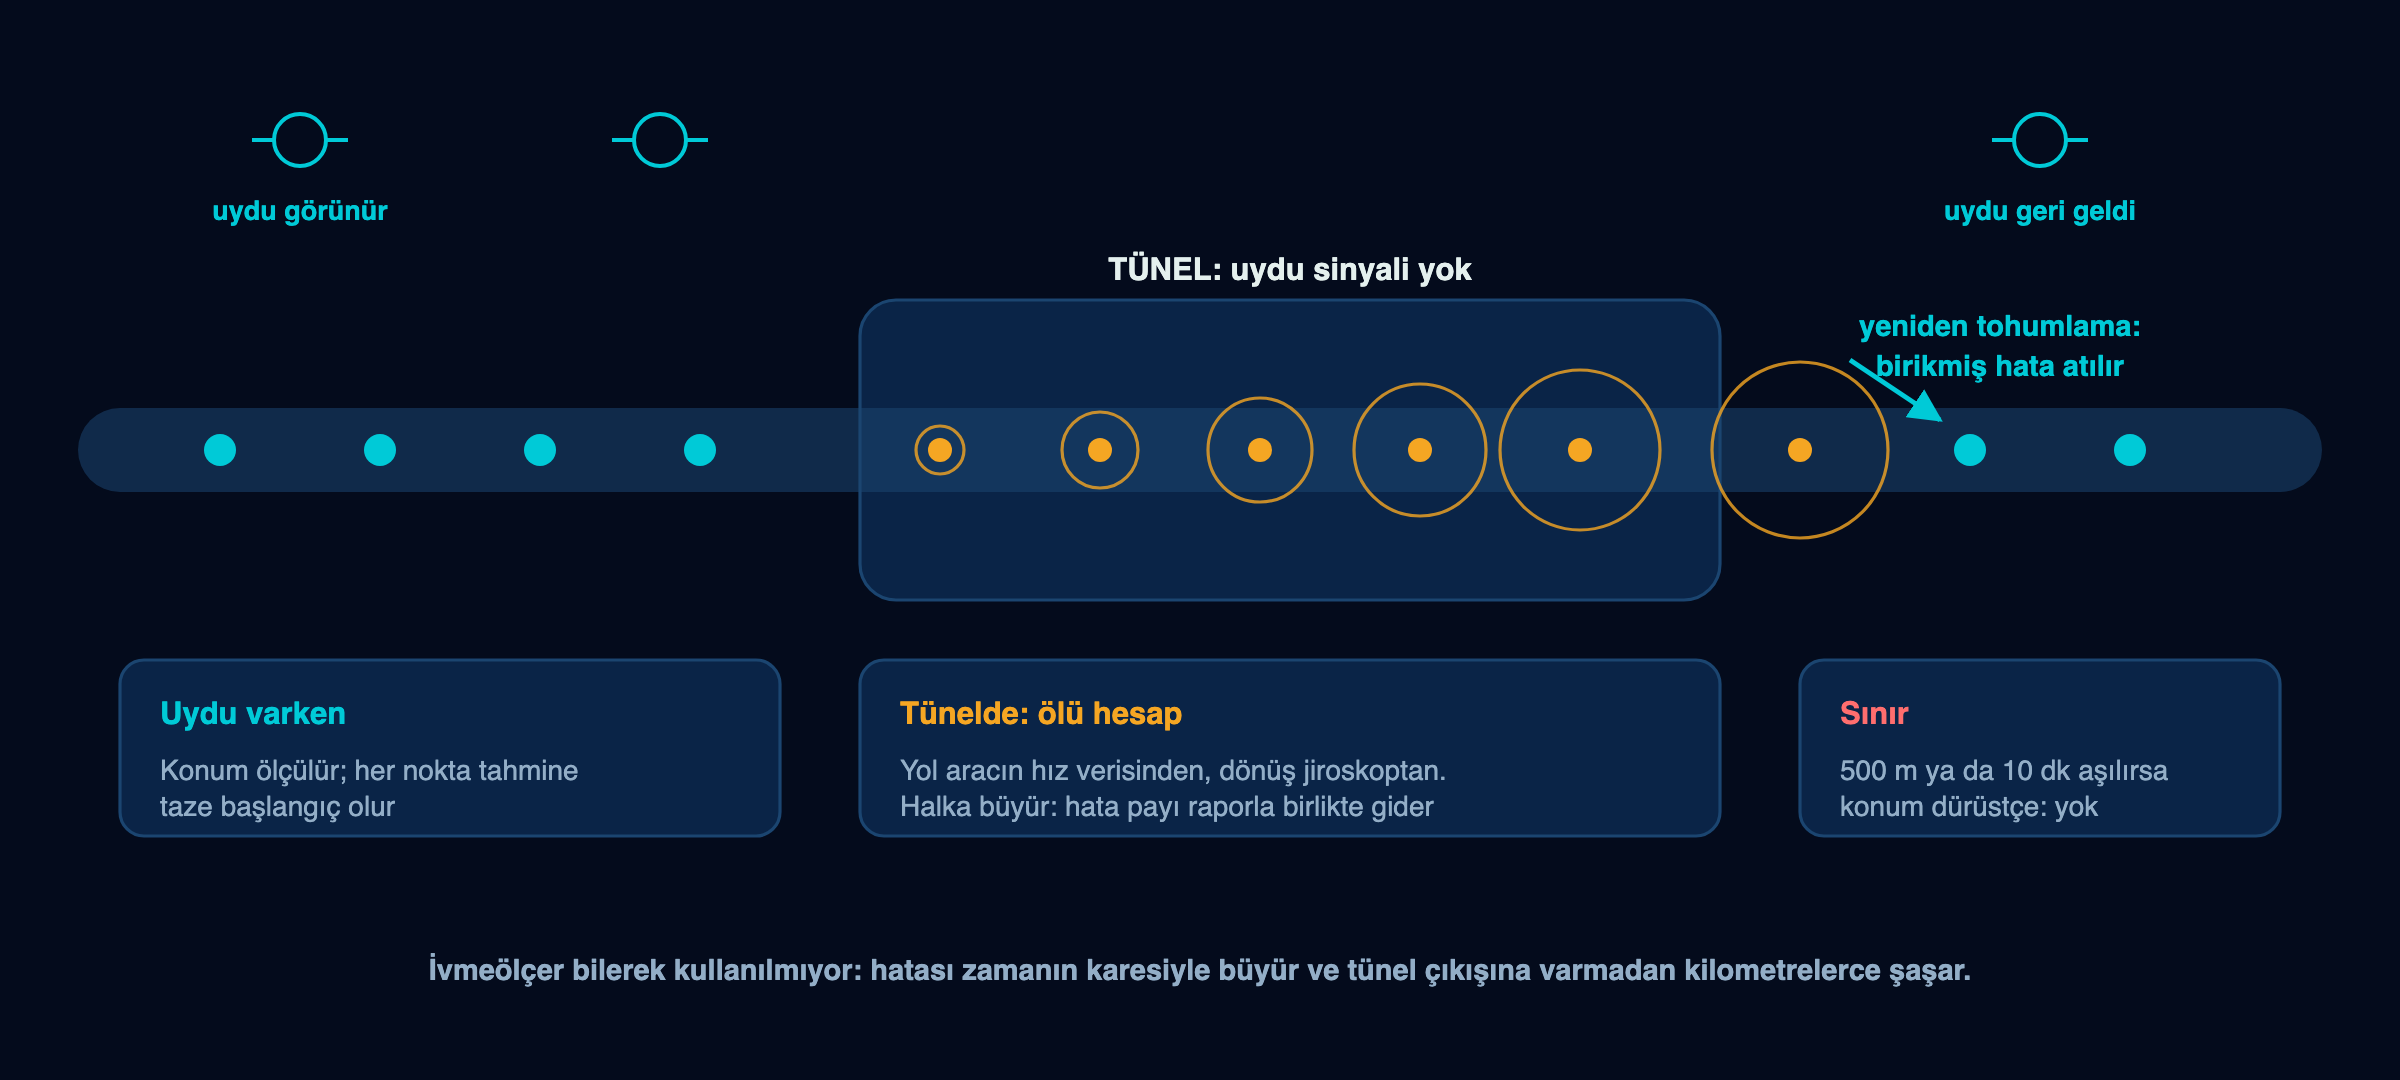 uydu görünür
uydu geri geldi
TÜNEL: uydu sinyali yok
yeniden tohumlama:
birikmiş hata atılır
Uydu varken
Konum ölçülür; her nokta tahmine
taze başlangıç olur
Tünelde: ölü hesap
Yol aracın hız verisinden, dönüş jiroskoptan.
Halka büyür: hata payı raporla birlikte gider
Sınır
500 m ya da 10 dk aşılırsa
konum dürüstçe: yok
İvmeölçer bilerek kullanılmıyor: hatası zamanın karesiyle büyür ve tünel çıkışına varmadan kilometrelerce şaşar.